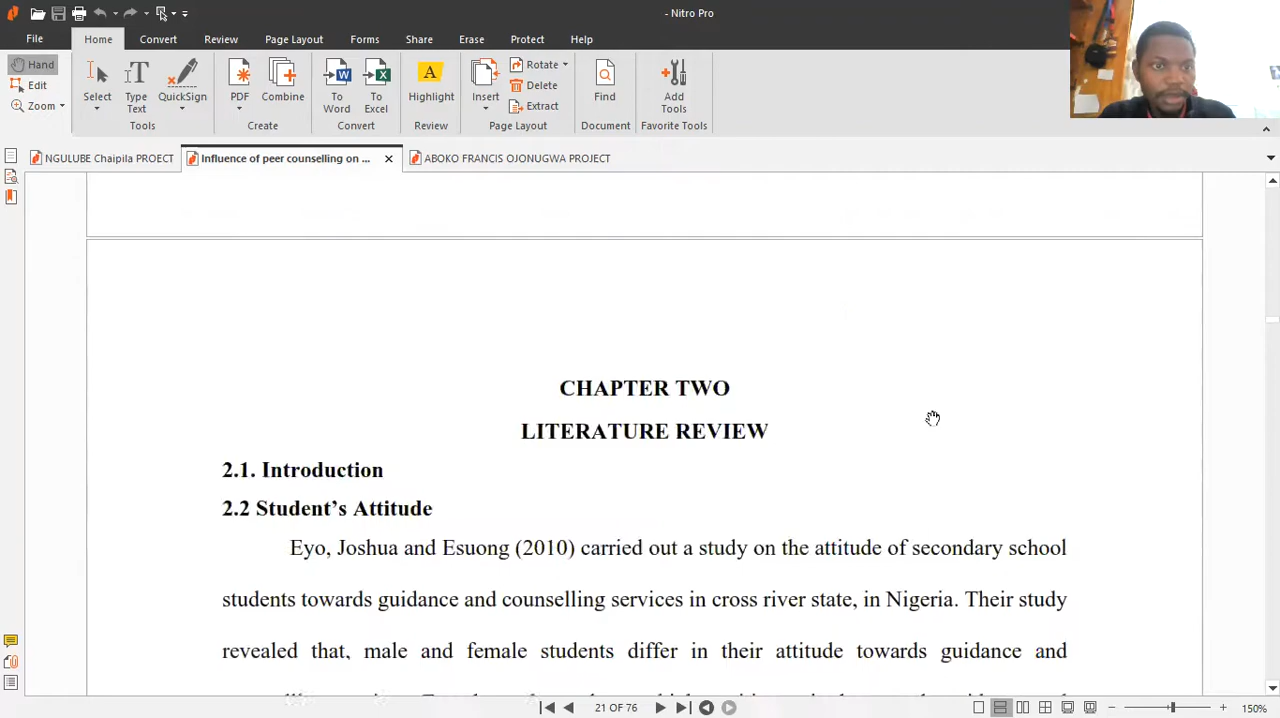 - Nitro Pro
File Home Convert Review Page Layout Forms Share Erase Protect Help
Hand
Edit
Zoom
Select
Type Text
QuickSign
Tools
PDF
Combine
Create
To Word
To Excel
Convert
Highlight
Review
Insert
Rotate
Delete
Extract
Page Layout
Find
Document
Add Tools
Favorite Tools
NGULUBE Chaipila PROECT
Influence of peer counselling on ...
ABOKO FRANCIS OJONUGWA PROJECT
CHAPTER TWO
LITERATURE REVIEW
2.1. Introduction
2.2 Student’s Attitude
Eyo, Joshua and Esuong (2010) carried out a study on the attitude of secondary school
students towards guidance and counselling services in cross river state, in Nigeria. Their study
revealed that, male and female students differ in their attitude towards guidance and
21 OF 76
150%